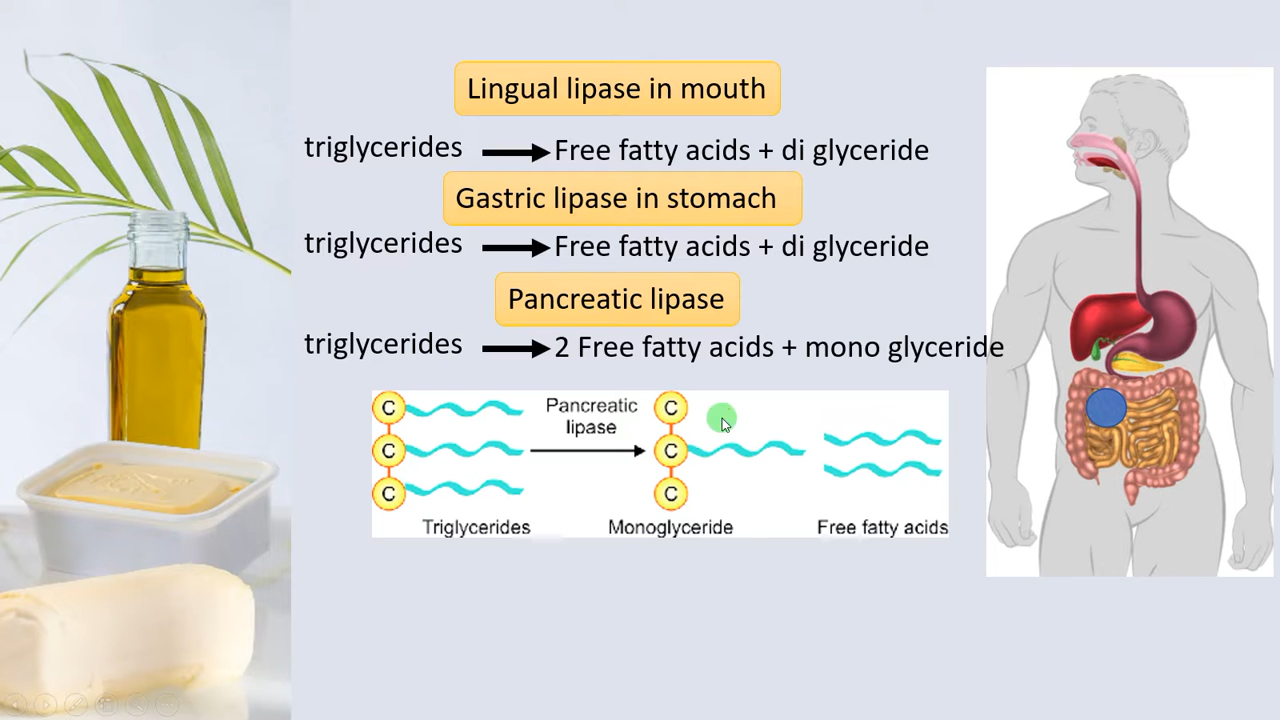 Lingual lipase in mouth
triglycerides Free fatty acids + di glyceride
Gastric lipase in stomach
triglycerides Free fatty acids + di glyceride
Pancreatic lipase
triglycerides 2 Free fatty acids + mono glyceride
C C
Pancreatic
lipase
C C
C C
Triglycerides Monoglyceride Free fatty acids